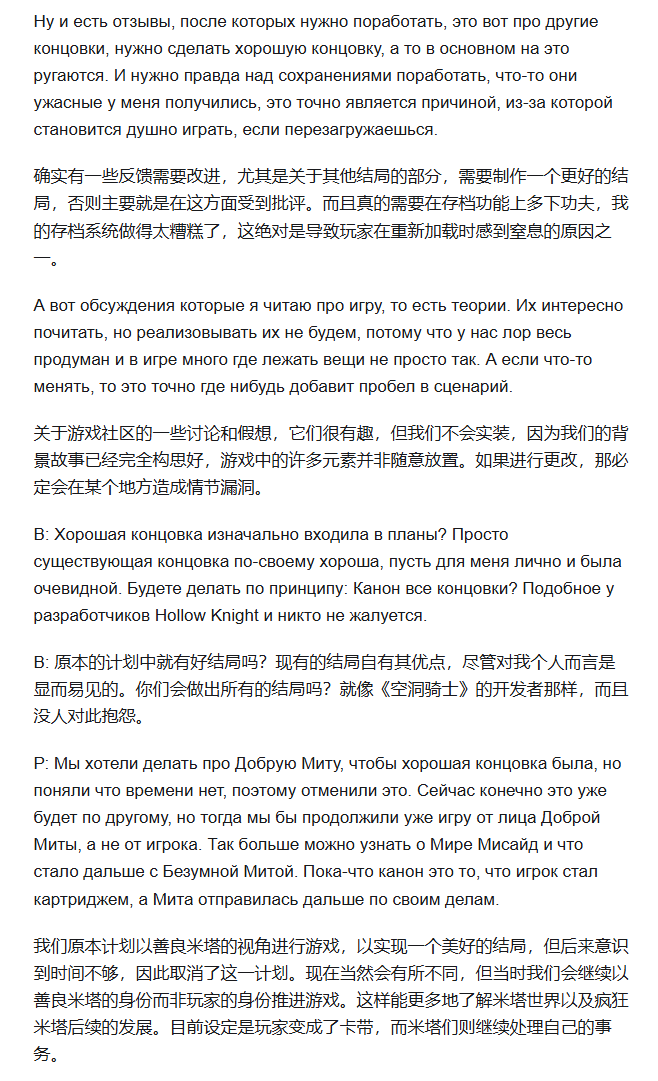 Ну и есть отзывы, после которых нужно поработать, это вот про другие
концовки, нужно сделать хорошую концовку, а то в основном на это
ругаются. И нужно правда над сохранениями поработать, что-то они
ужасные у меня получились, это точно является причиной, из-за которой
становится душно играть, если перезагружаешься.
确实有一些反馈需要改进，尤其是关于其他结局的部分，需要制作一个更好的结
局，否则主要就是在这方面受到批评。而且真的需要在存档功能上多下功夫，我
的存档系统做得太糟糕了，这绝对是导致玩家在重新加载时感到窒息的原因之
一。
А вот обсуждения которые я читаю про игру, то есть теории. Их интересно
почитать, но реализовывать их не будем, потому что у нас лор весь
продуман и в игре много где лежать вещи не просто так. А если что-то
менять, то это точно где нибудь добавит пробел в сценарий.
关于游戏社区的一些讨论和假想，它们很有趣，但我们不会实装，因为我们的背
景故事已经完全构思好，游戏中的许多元素并非随意放置。如果进行更改，那必
定会在某个地方造成情节漏洞。
В: Хорошая концовка изначально входила в планы? Просто
существующая концовка по-своему хороша, пусть для меня лично и была
очевидной. Будете делать по принципу: Канон все концовки? Подобное у
разработчиков Hollow Knight и никто не жалуется.
B: 原本的计划中就有好结局吗？现有的结局自有其优点，尽管对我个人而言是
显而易见的。你们会做出所有的结局吗？就像《空洞骑士》的开发者那样，而且
没人对此抱怨。
Р: Мы хотели делать про Добрую Миту, чтобы хорошая концовка была, но
поняли что времени нет, поэтому отменили это. Сейчас конечно это уже
будет по другому, но тогда мы бы продолжили уже игру от лица Доброй
Миты, а не от игрока. Так больше можно узнать о Мире Мисайд и что
стало дальше с Безумной Митой. Пока-что канон это то, что игрок стал
картриджем, а Мита отправилась дальше по своим делам.
我们原本计划以善良米塔的视角进行游戏，以实现一个美好的结局，但后来意识
到时间不够，因此取消了这一计划。现在当然会有所不同，但当时我们会继续以
善良米塔的身份而非玩家的身份推进游戏。这样能更多地了解米塔世界以及疯狂
米塔后续的发展。目前设定是玩家变成了卡带，而米塔们则继续处理自己的事
务。